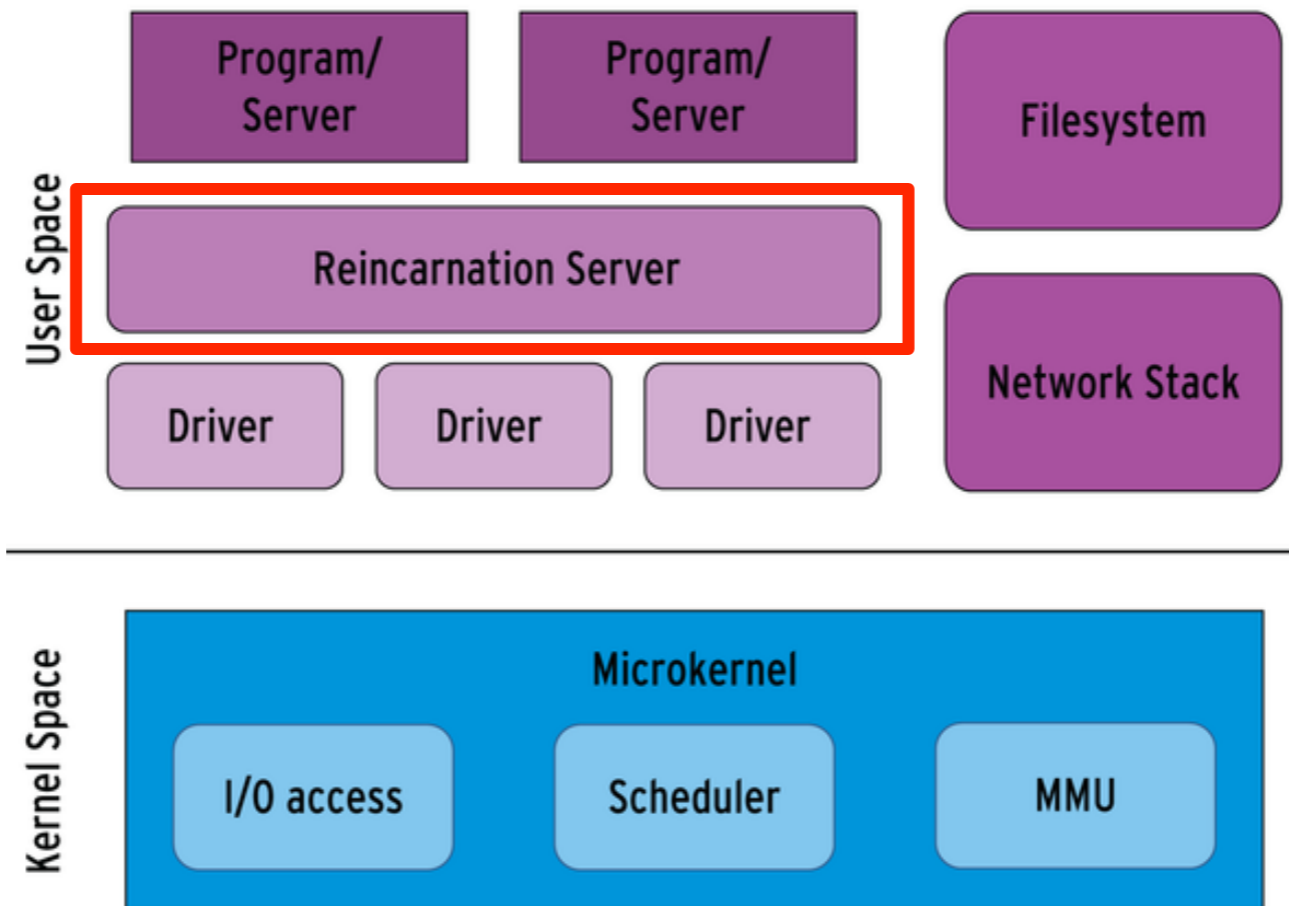 Program/
Server
Program/
Server
Filesystem
User Space
Reincarnation Server
Network Stack
Driver
Driver
Driver
Kernel Space
Microkernel
I/O access
Scheduler
MMU